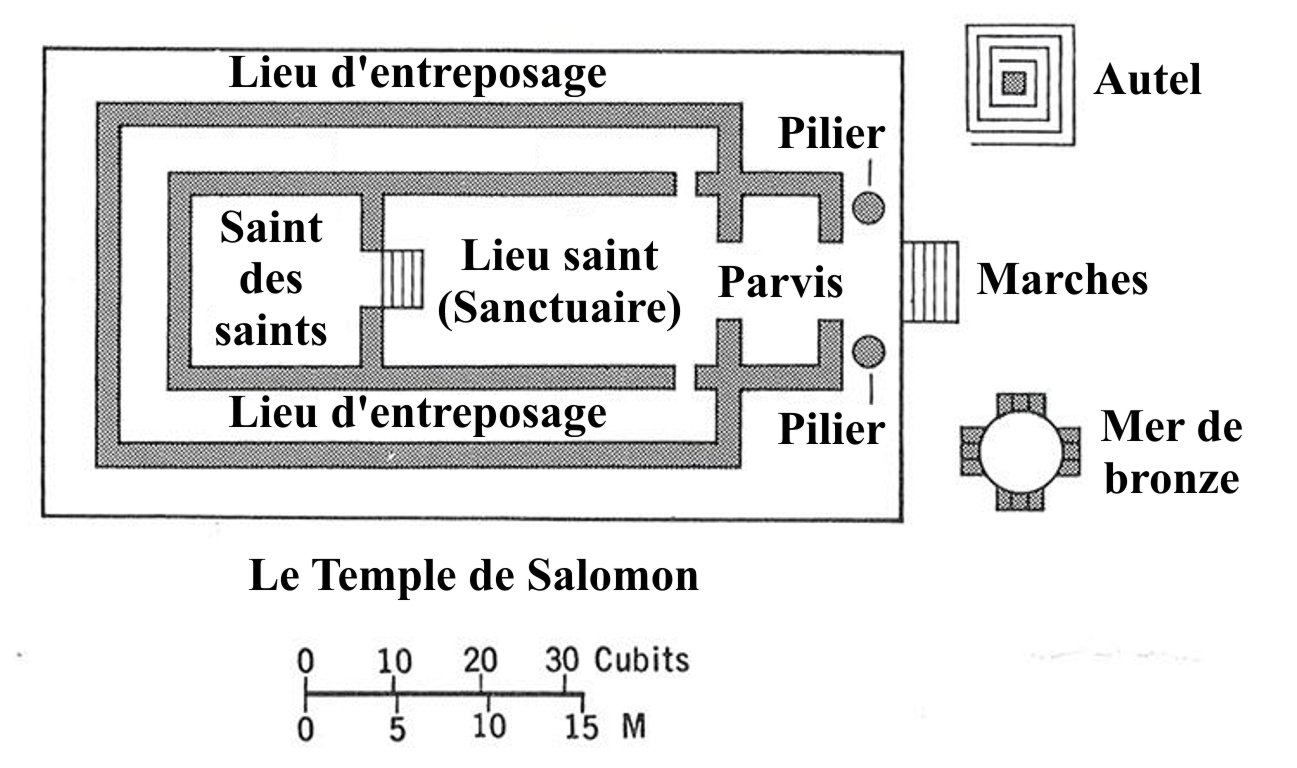 Lieu d'entreposage
Autel
Pilier
Saint
des
saints
Lieu saint
(Sanctuaire)
Parvis
Marches
Lieu d'entreposage
Pilier
Mer de
bronze
Le Temple de Salomon
0 10 20 30 Cubits
0 5 10 15 M